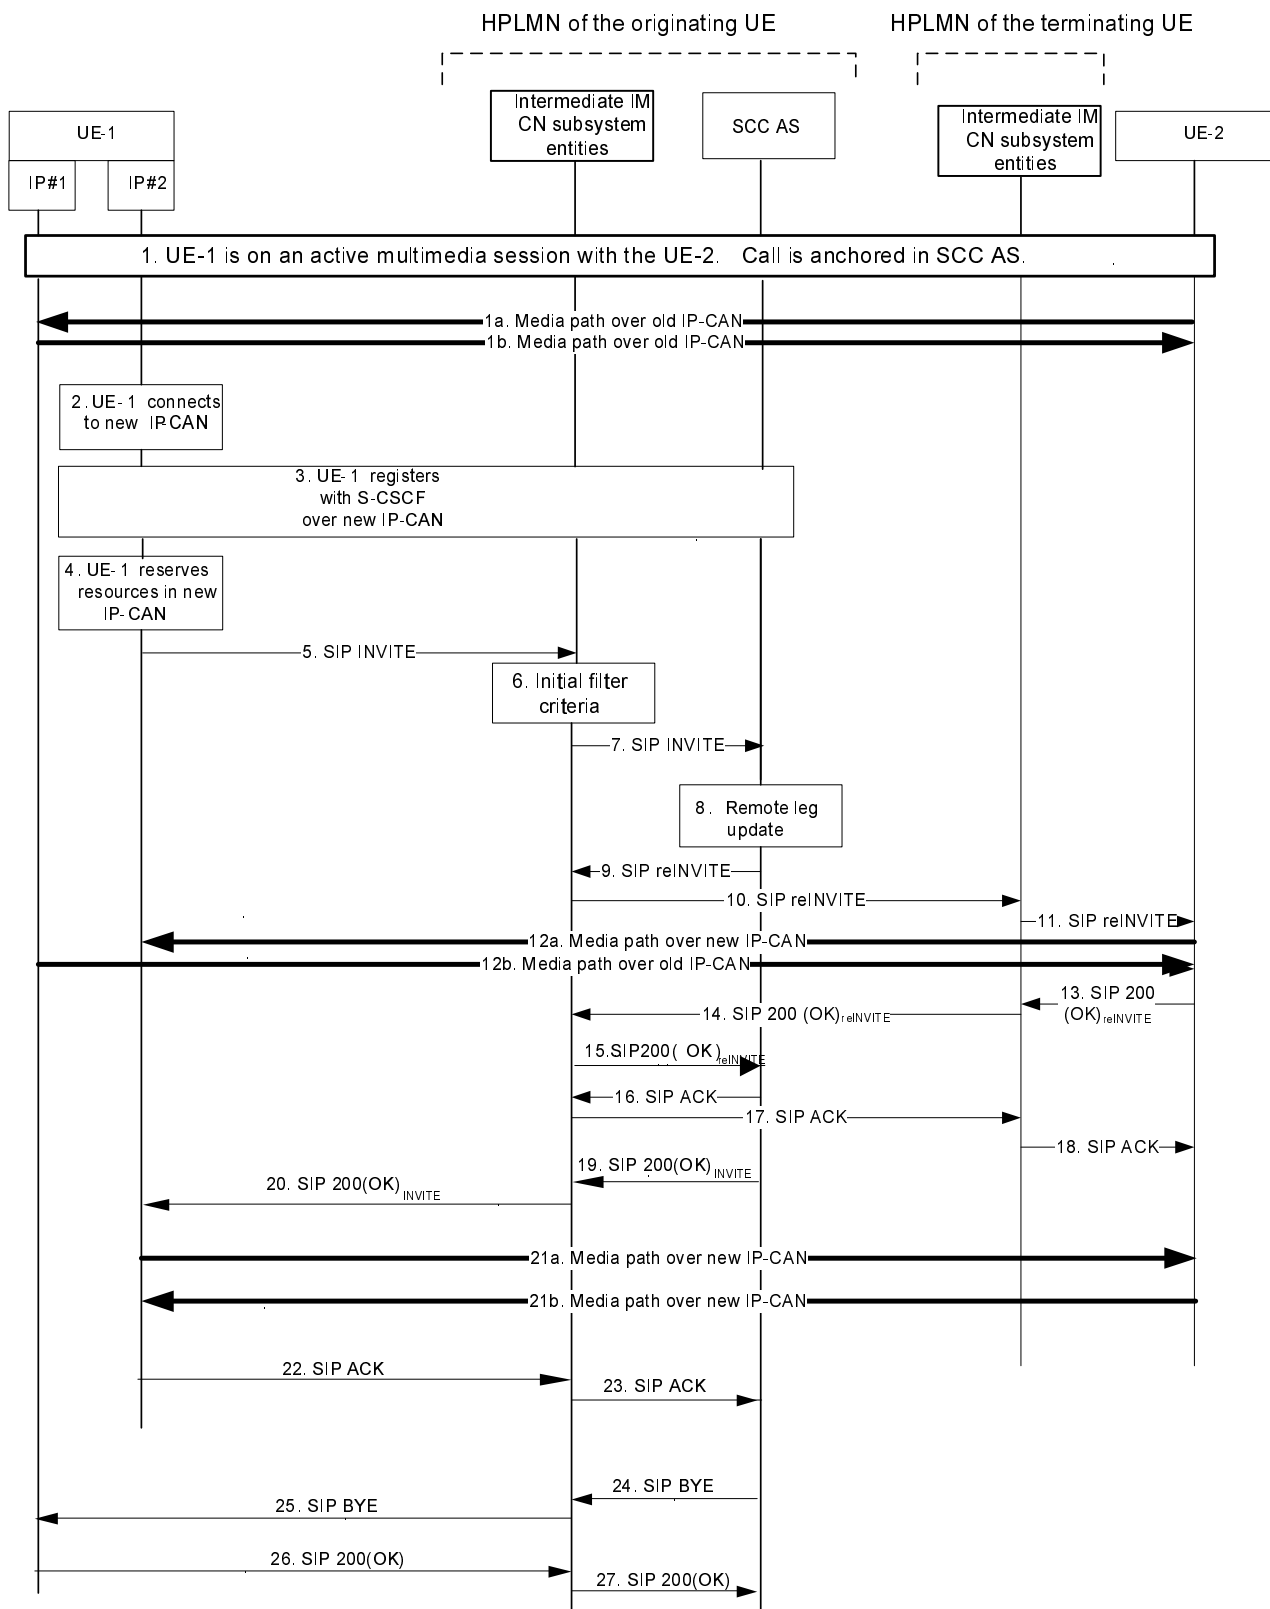 HPLMN of the originating UE
HPLMN of the terminating UE
Intermediate IM
CN subsystem
entities
SCC AS
Intermediate IM
CN subsystem
entities
UE-1
UE-2
IP#1
IP#2
1. UE-1 is on an active multimedia session with the UE-2. Call is anchored in SCC AS.
1a. Media path over old IP-CAN
1b. Media path over old IP-CAN
2. UE-1 connects
to new IP-CAN
3. UE-1 registers
with S-CSCF
over new IP-CAN
4. UE-1 reserves
resources in new
IP-CAN
5. SIP INVITE
6. Initial filter
criteria
7. SIP INVITE
8. Remote leg
update
9. SIP reINVITE
10. SIP reINVITE
11. SIP reINVITE
12a. Media path over new IP-CAN
12b. Media path over old IP-CAN
13. SIP 200
(OK)reINVITE
14. SIP 200 (OK)reINVITE
15.SIP200( OK)reINVITE
16. SIP ACK
17. SIP ACK
18. SIP ACK
19. SIP 200(OK) INVITE
20. SIP 200(OK) INVITE
21a. Media path over new IP-CAN
21b. Media path over new IP-CAN
22. SIP ACK
23. SIP ACK
24. SIP BYE
25. SIP BYE
26. SIP 200(OK)
27. SIP 200(OK)